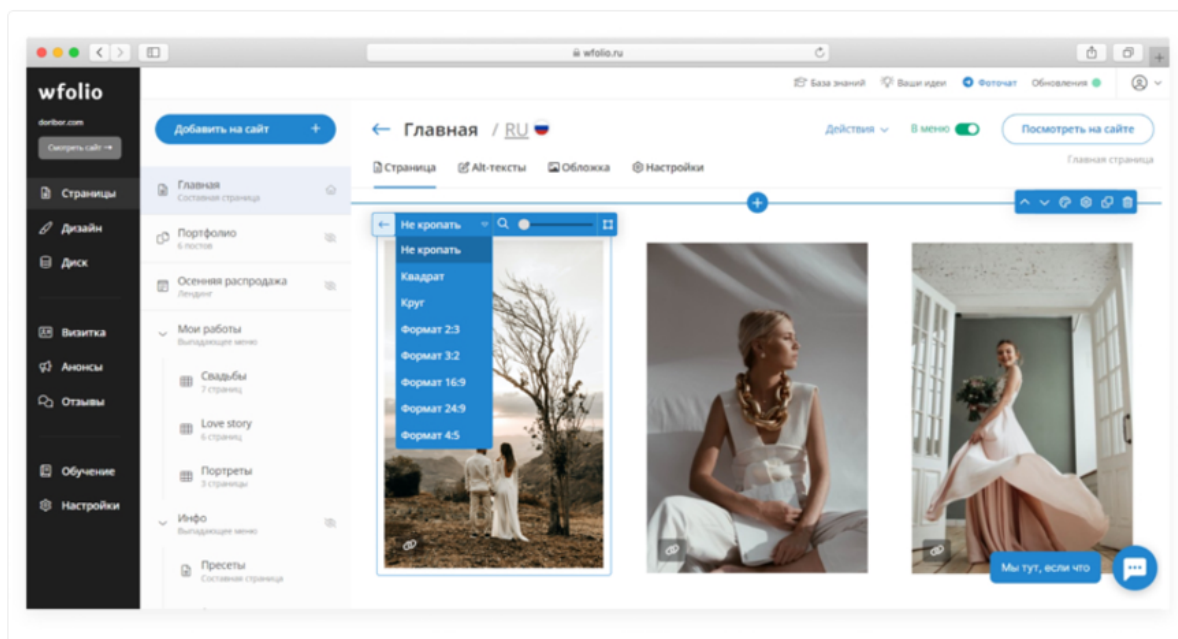 wfolio.ru
wfolio
doribor.com
Смотреть сайт →
Страницы
Дизайн
Диск
Визитка
Анонсы
Отзывы
Обучение
Настройки
Добавить на сайт +
Главная
Составная страница
Портфолио
6 постов
Осенняя распродажа
Лендинг
Мои работы
Выпадающее меню
Свадьбы
7 страниц
Love story
6 страниц
Портреты
3 страницы
Инфо
Выпадающее меню
Пресеты
Составная страница
База знаний Ваши идеи Фоточат Обновления
← Главная / RU
Действия В меню Посмотреть на сайте
Страница Alt-тексты Обложка Настройки
Главная страница
Не кропать
Не кропать
Квадрат
Круг
Формат 2:3
Формат 3:2
Формат 16:9
Формат 24:9
Формат 4:5
Мы тут, если что